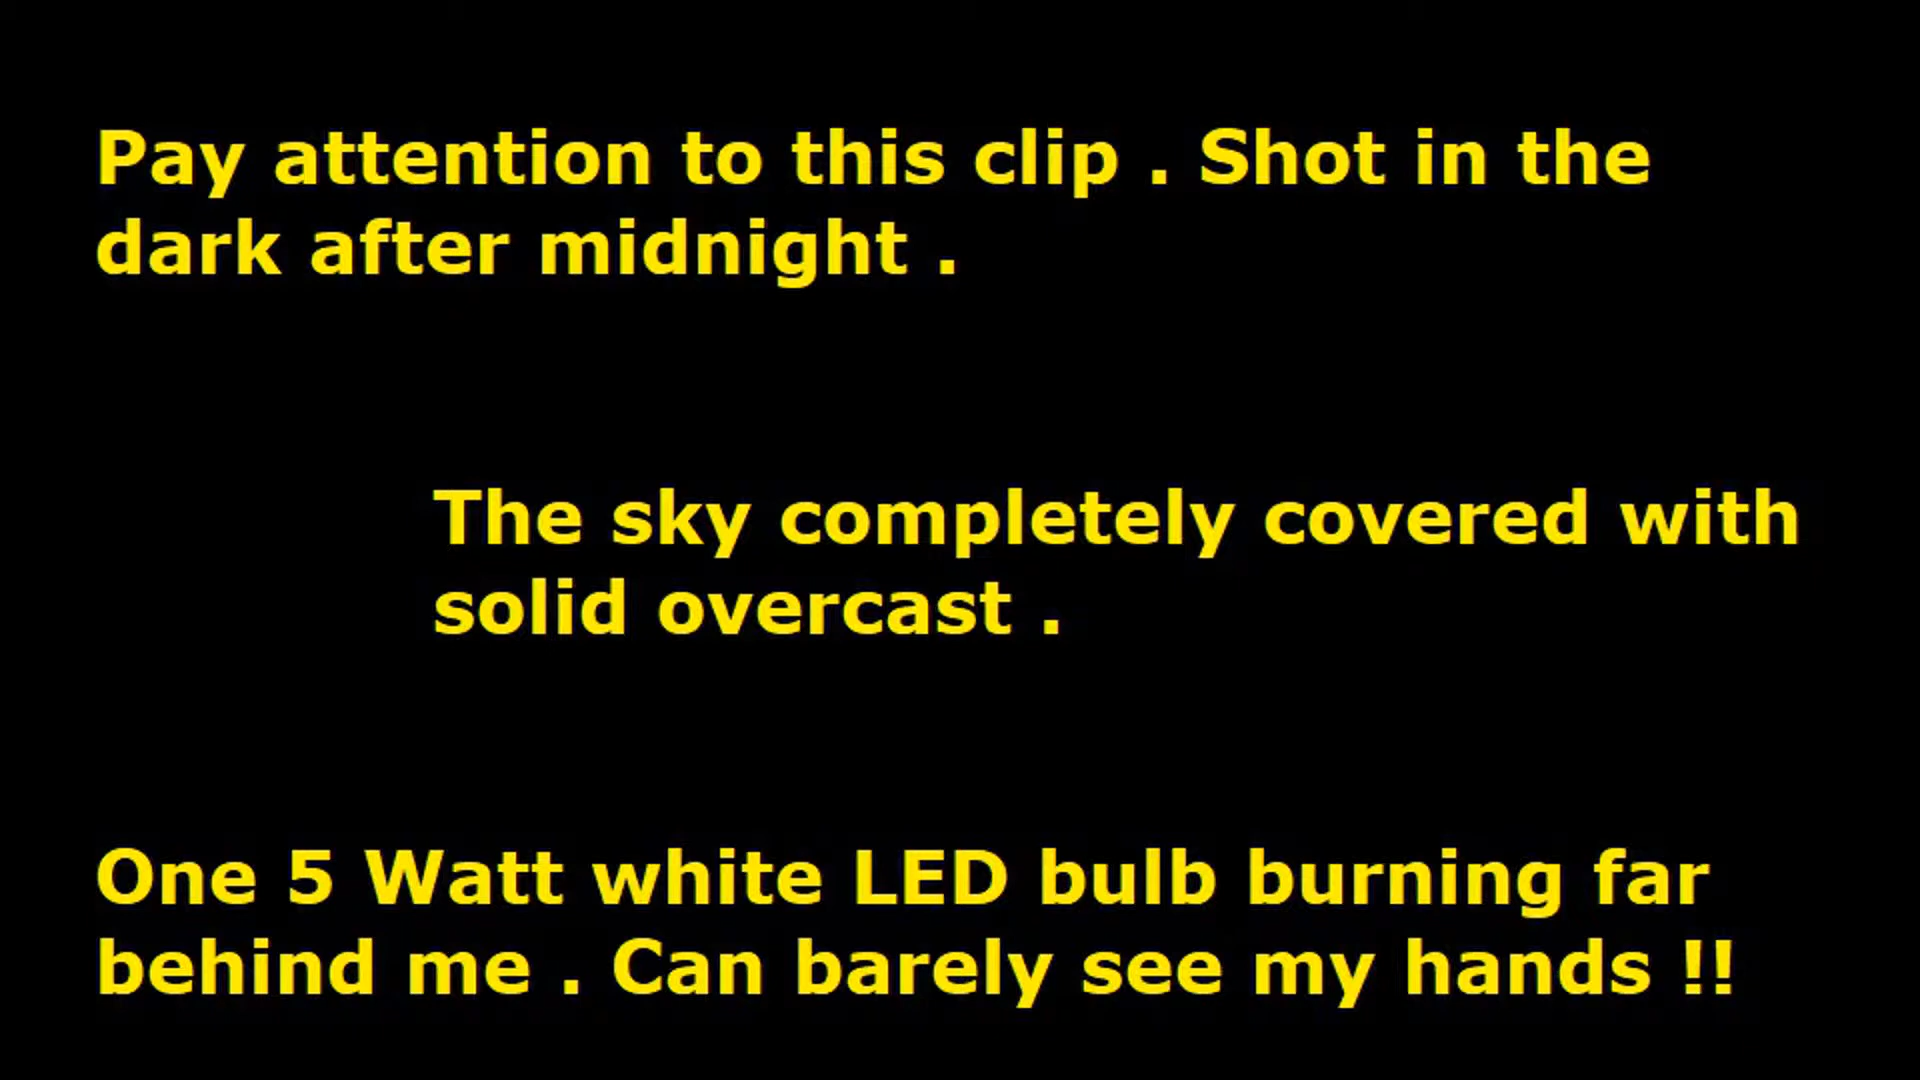 Pay attention to this clip . Shot in the
dark after midnight .
The sky completely covered with
solid overcast .
One 5 Watt white LED bulb burning far
behind me . Can barely see my hands !!